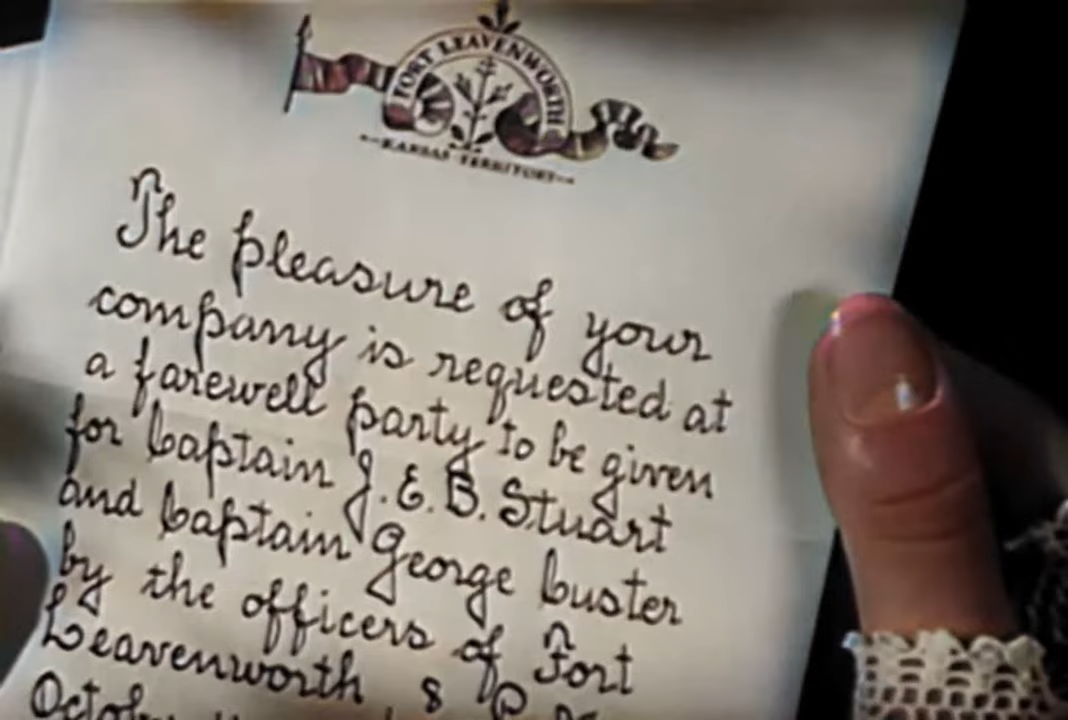 FORT LEAVENWORTH
KANSAS TERRITORY
The pleasure of your
company is requested at
a farewell party to be given
for Captain J.E.B. Stuart
and Captain George Custer
by the officers of Fort
Leavenworth, 8 P.M.